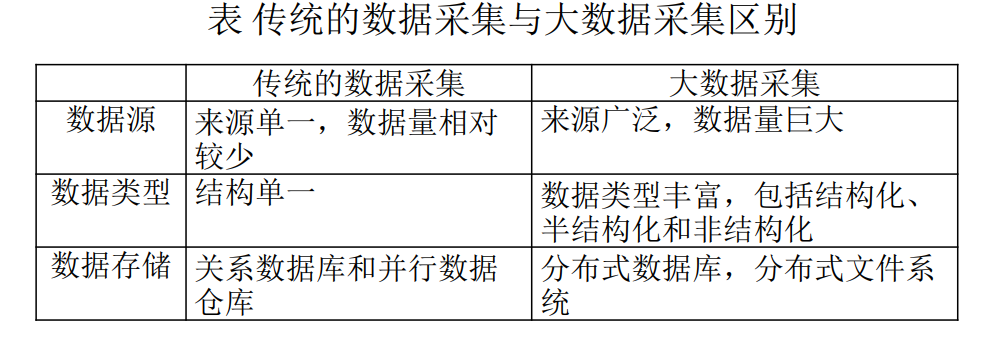 表 传统的数据采集与大数据采集区别
传统的数据采集 大数据采集
数据源 来源单一，数据量相对 来源广泛，数据量巨大
较少
数据类型 结构单一 数据类型丰富，包括结构化、
半结构化和非结构化
数据存储 关系数据库和并行数据 分布式数据库，分布式文件系
仓库 统